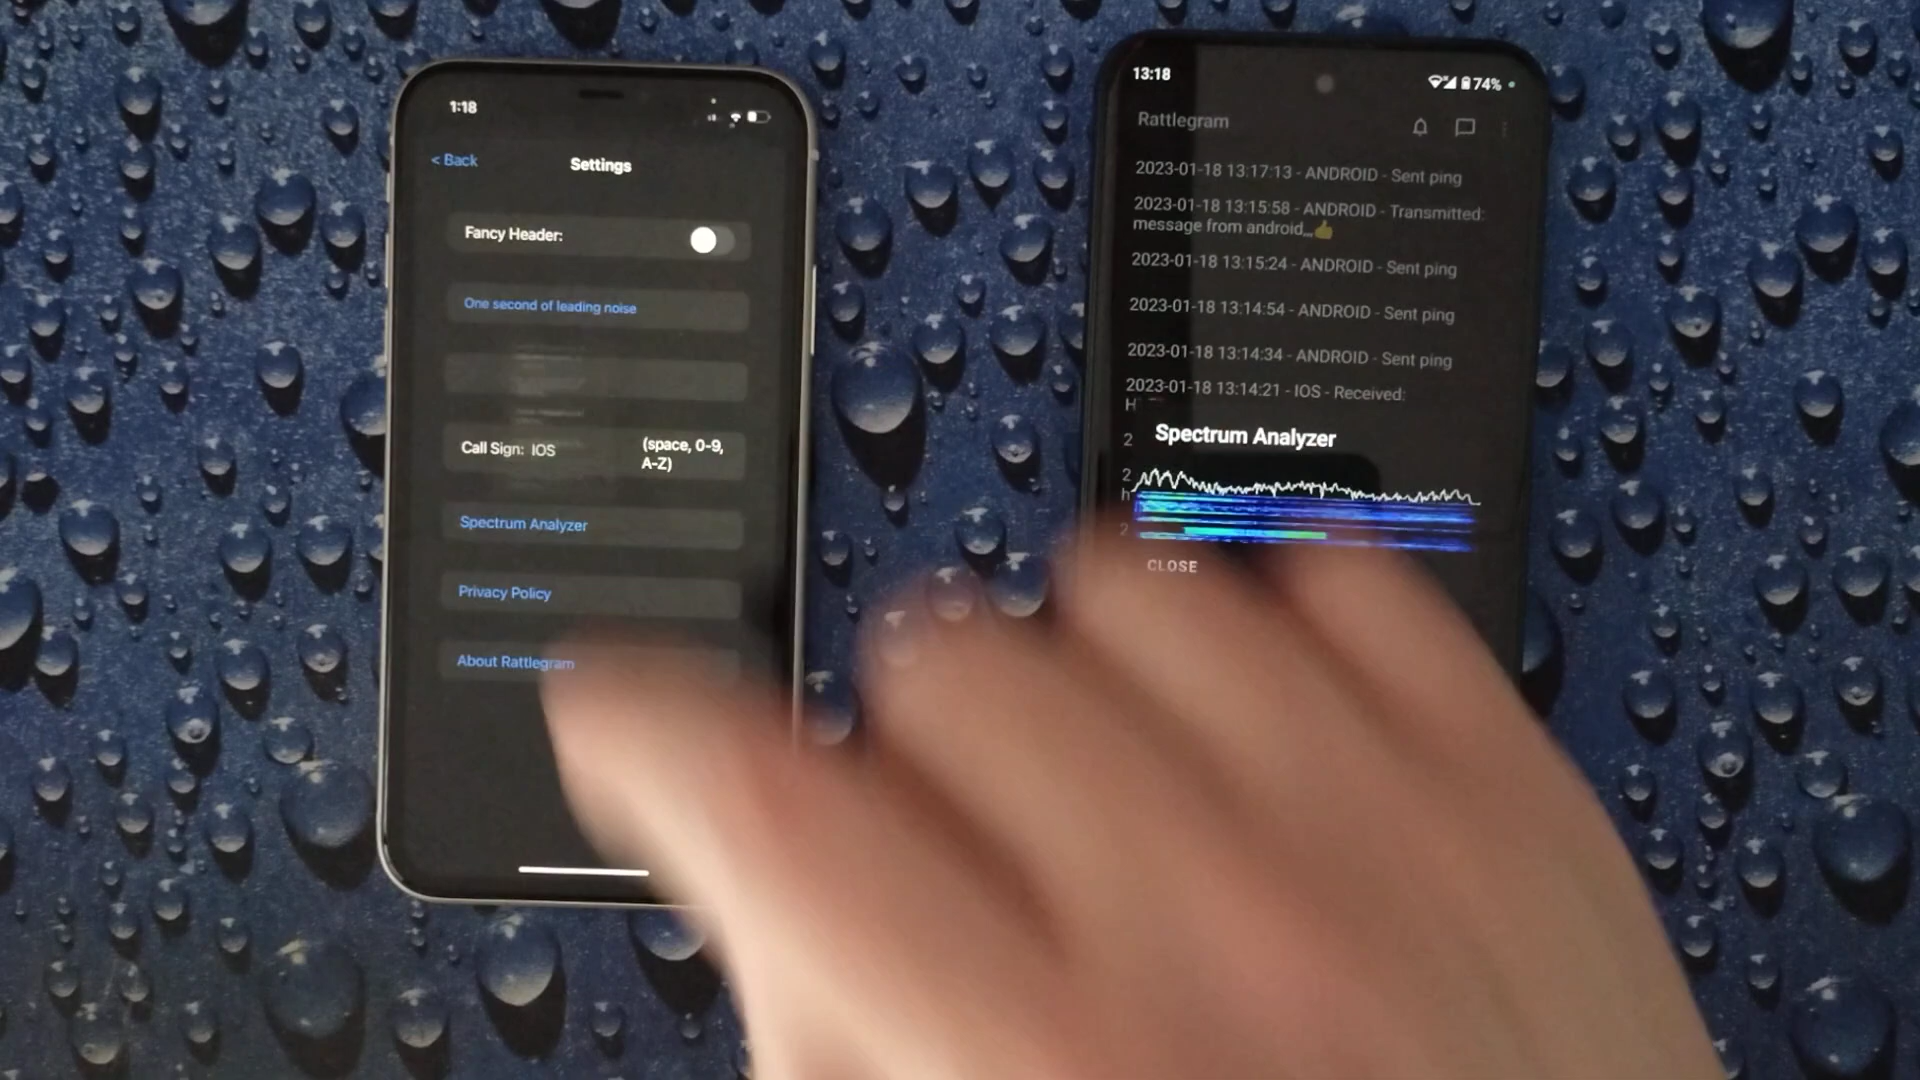 1:18
< Back
Settings
Fancy Header:
One second of leading noise
Call Sign: IOS
(space, 0-9,
A-Z)
Spectrum Analyzer
Privacy Policy
About Rattlegram
13:18
74%
Rattlegram
2023-01-18 13:17:13 - ANDROID - Sent ping
2023-01-18 13:15:58 - ANDROID - Transmitted:
message from android,,,👍
2023-01-18 13:15:24 - ANDROID - Sent ping
2023-01-18 13:14:54 - ANDROID - Sent ping
2023-01-18 13:14:34 - ANDROID - Sent ping
2023-01-18 13:14:21 - IOS - Received:
H
2
Spectrum Analyzer
2
h
2
CLOSE